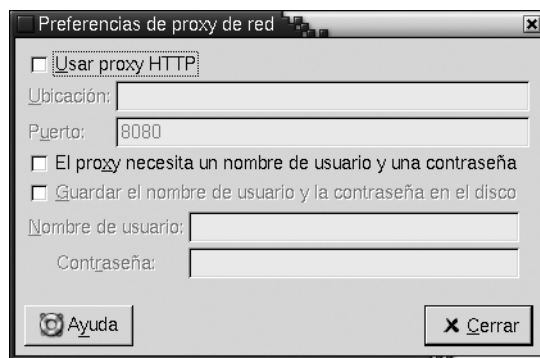 Preferencias de proxy de red
Usar proxy HTTP
Ubicación:
Puerto: 8080
El proxy necesita un nombre de usuario y una contraseña
Guardar el nombre de usuario y la contraseña en el disco
Nombre de usuario:
Contraseña:
Ayuda Cerrar